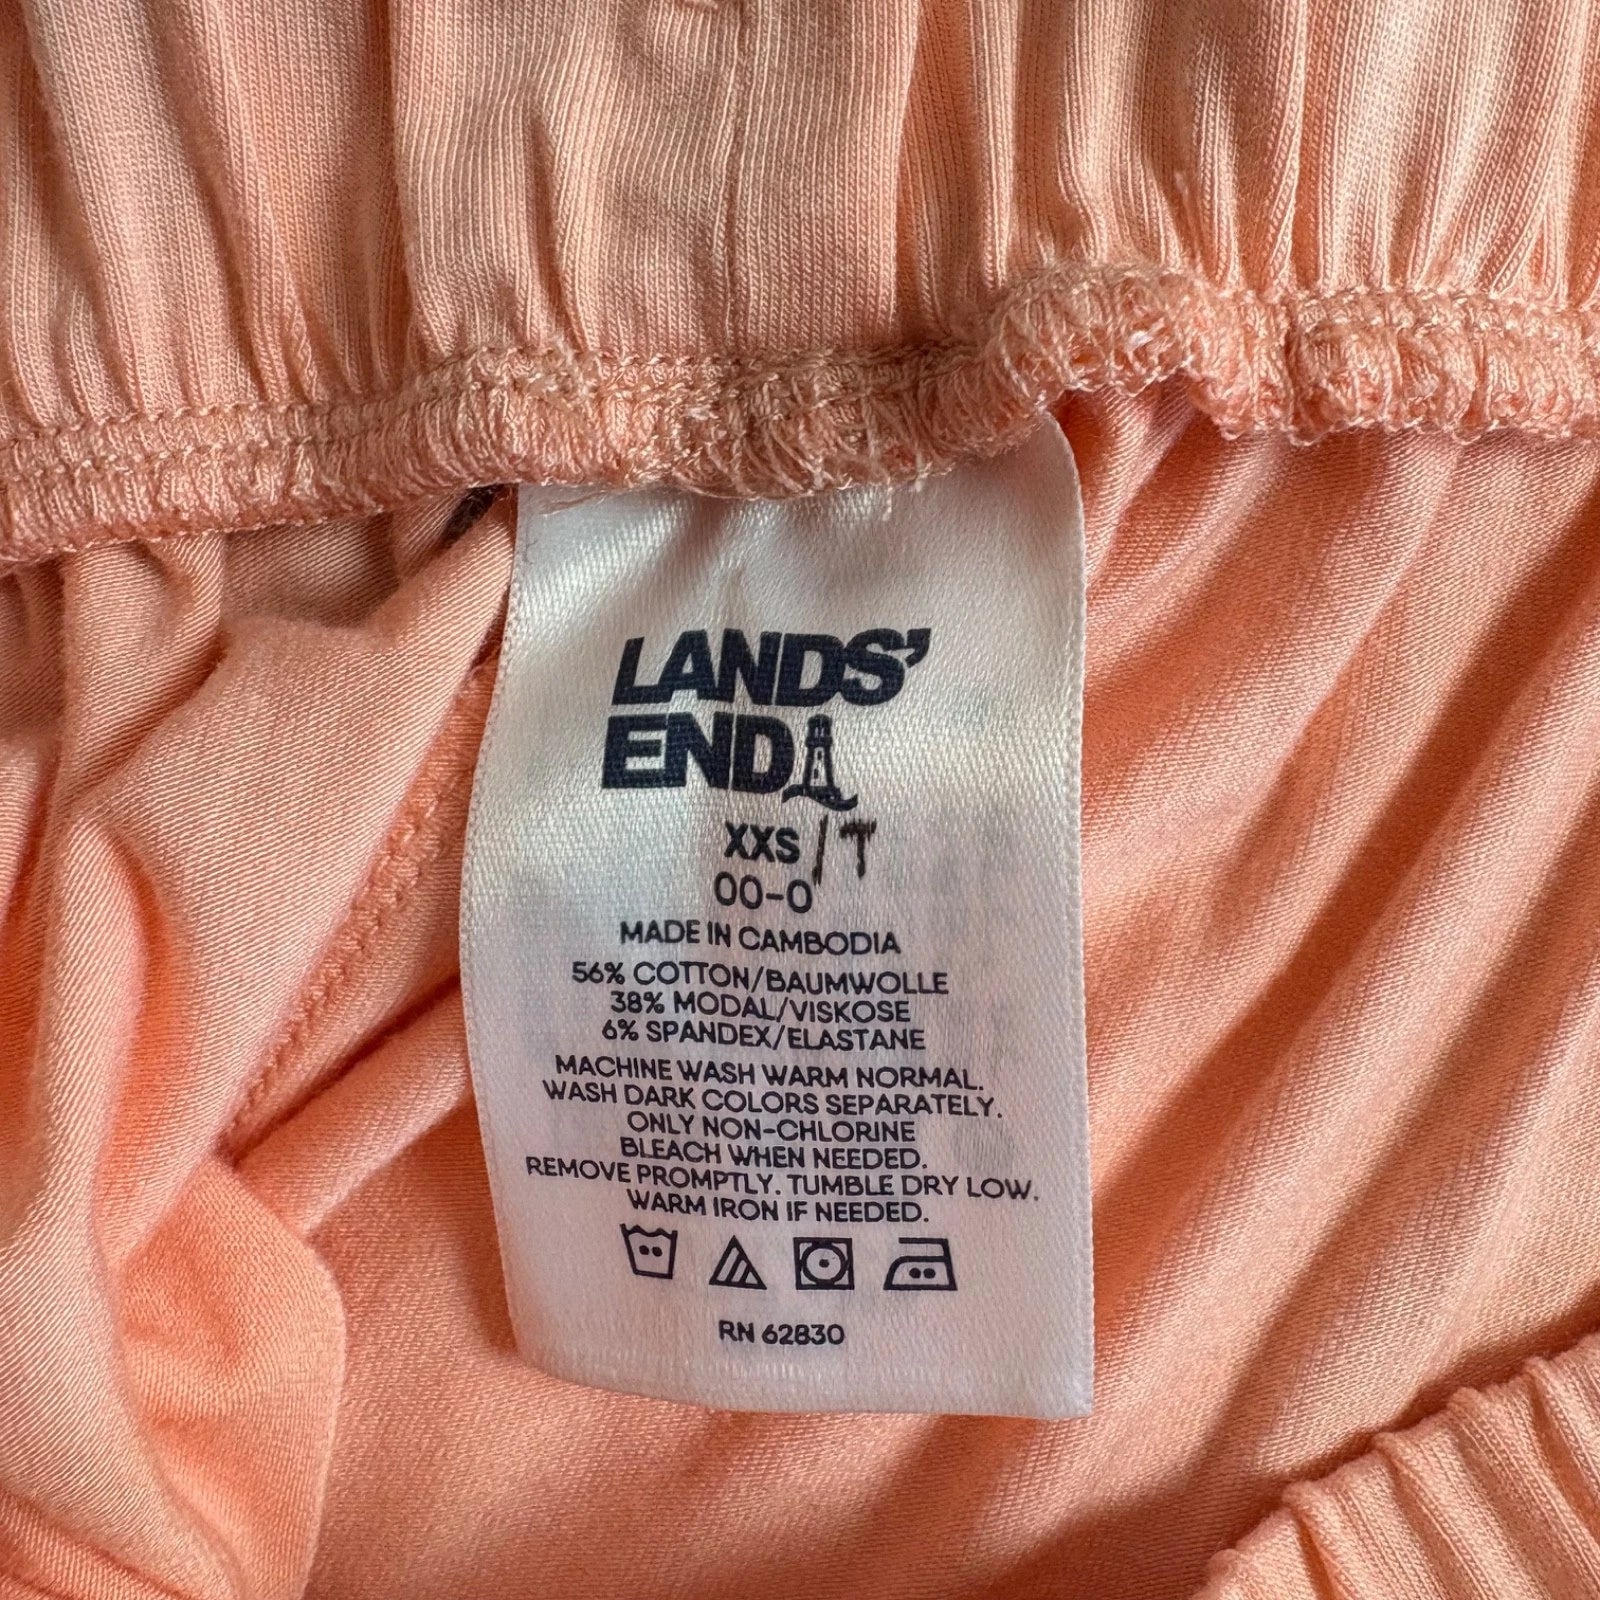 LANDS'
END
XXS/T
00-0
MADE IN CAMBODIA
56% COTTON/BAUMWOLLE
38% MODAL/VISKOSE
6% SPANDEX/ELASTANE
MACHINE WASH WARM NORMAL.
WASH DARK COLORS SEPARATELY.
ONLY NON-CHLORINE
BLEACH WHEN NEEDED.
REMOVE PROMPTLY. TUMBLE DRY LOW.
WARM IRON IF NEEDED.
RN 62830